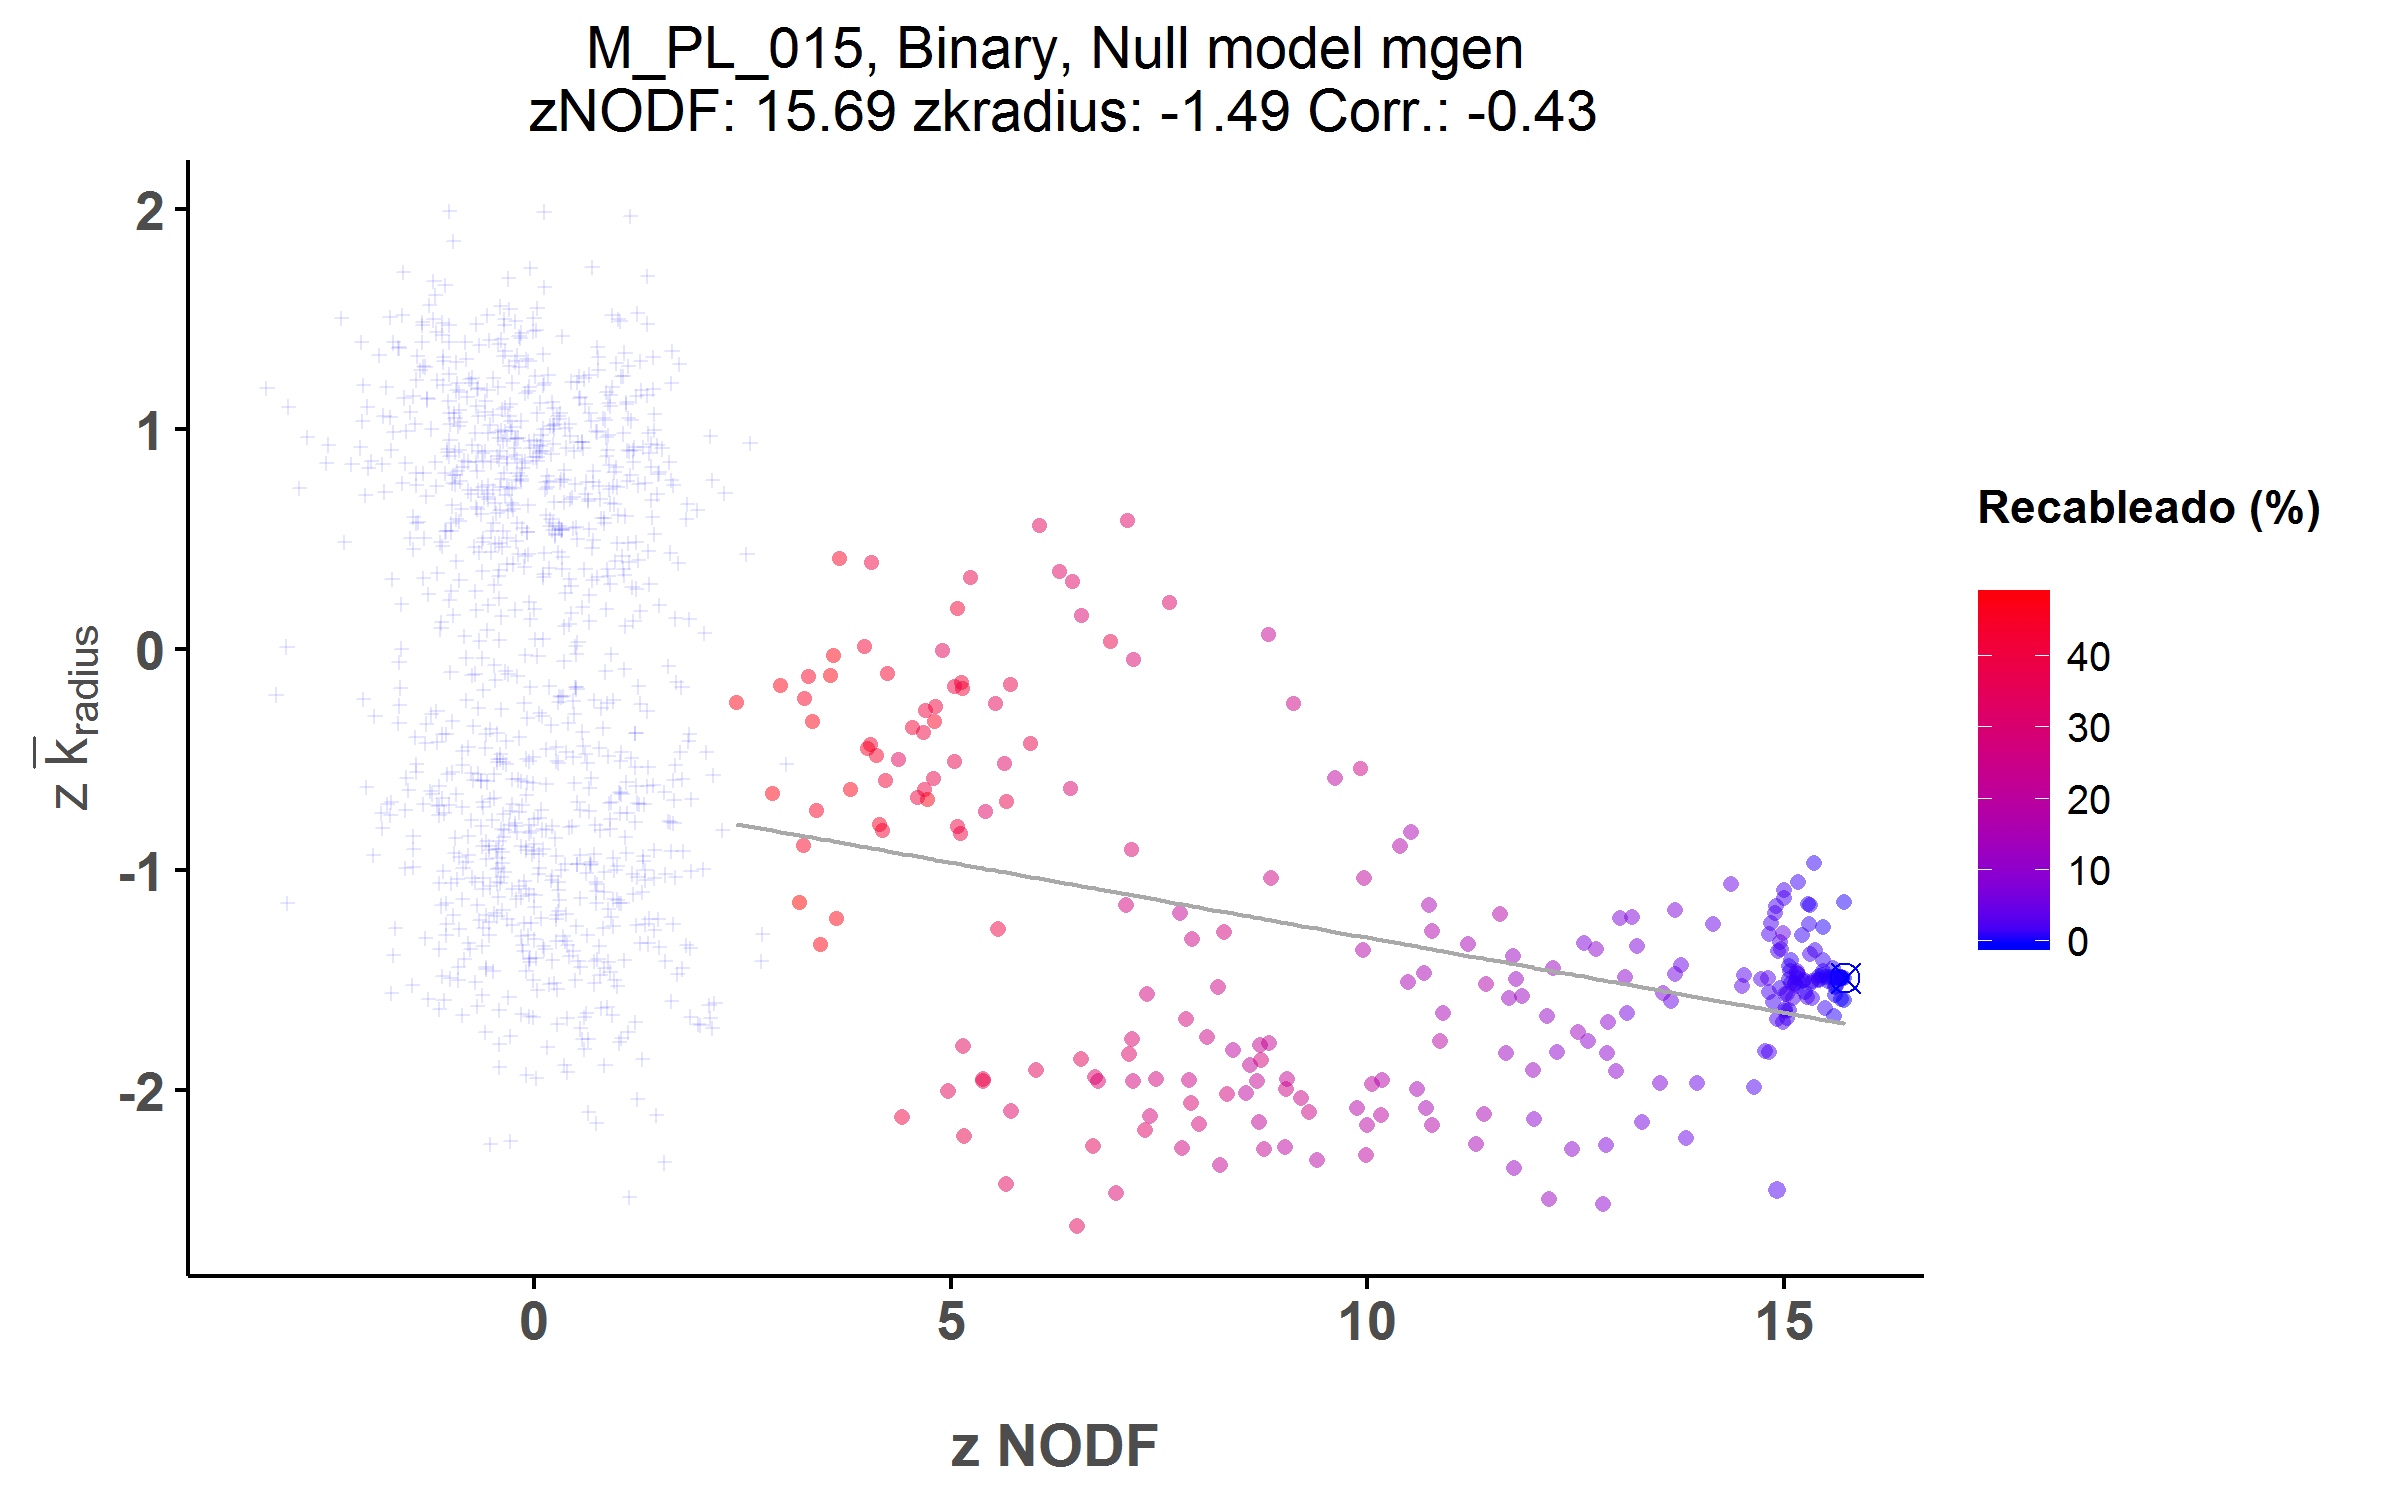 M_PL_015, Binary, Null model mgen
zNODF: 15.69 zkradius: -1.49 Corr.: -0.43
2
1
0
-1
-2
z k̅radius
0
5
10
15
z NODF
Recableado (%)
40
30
20
10
0